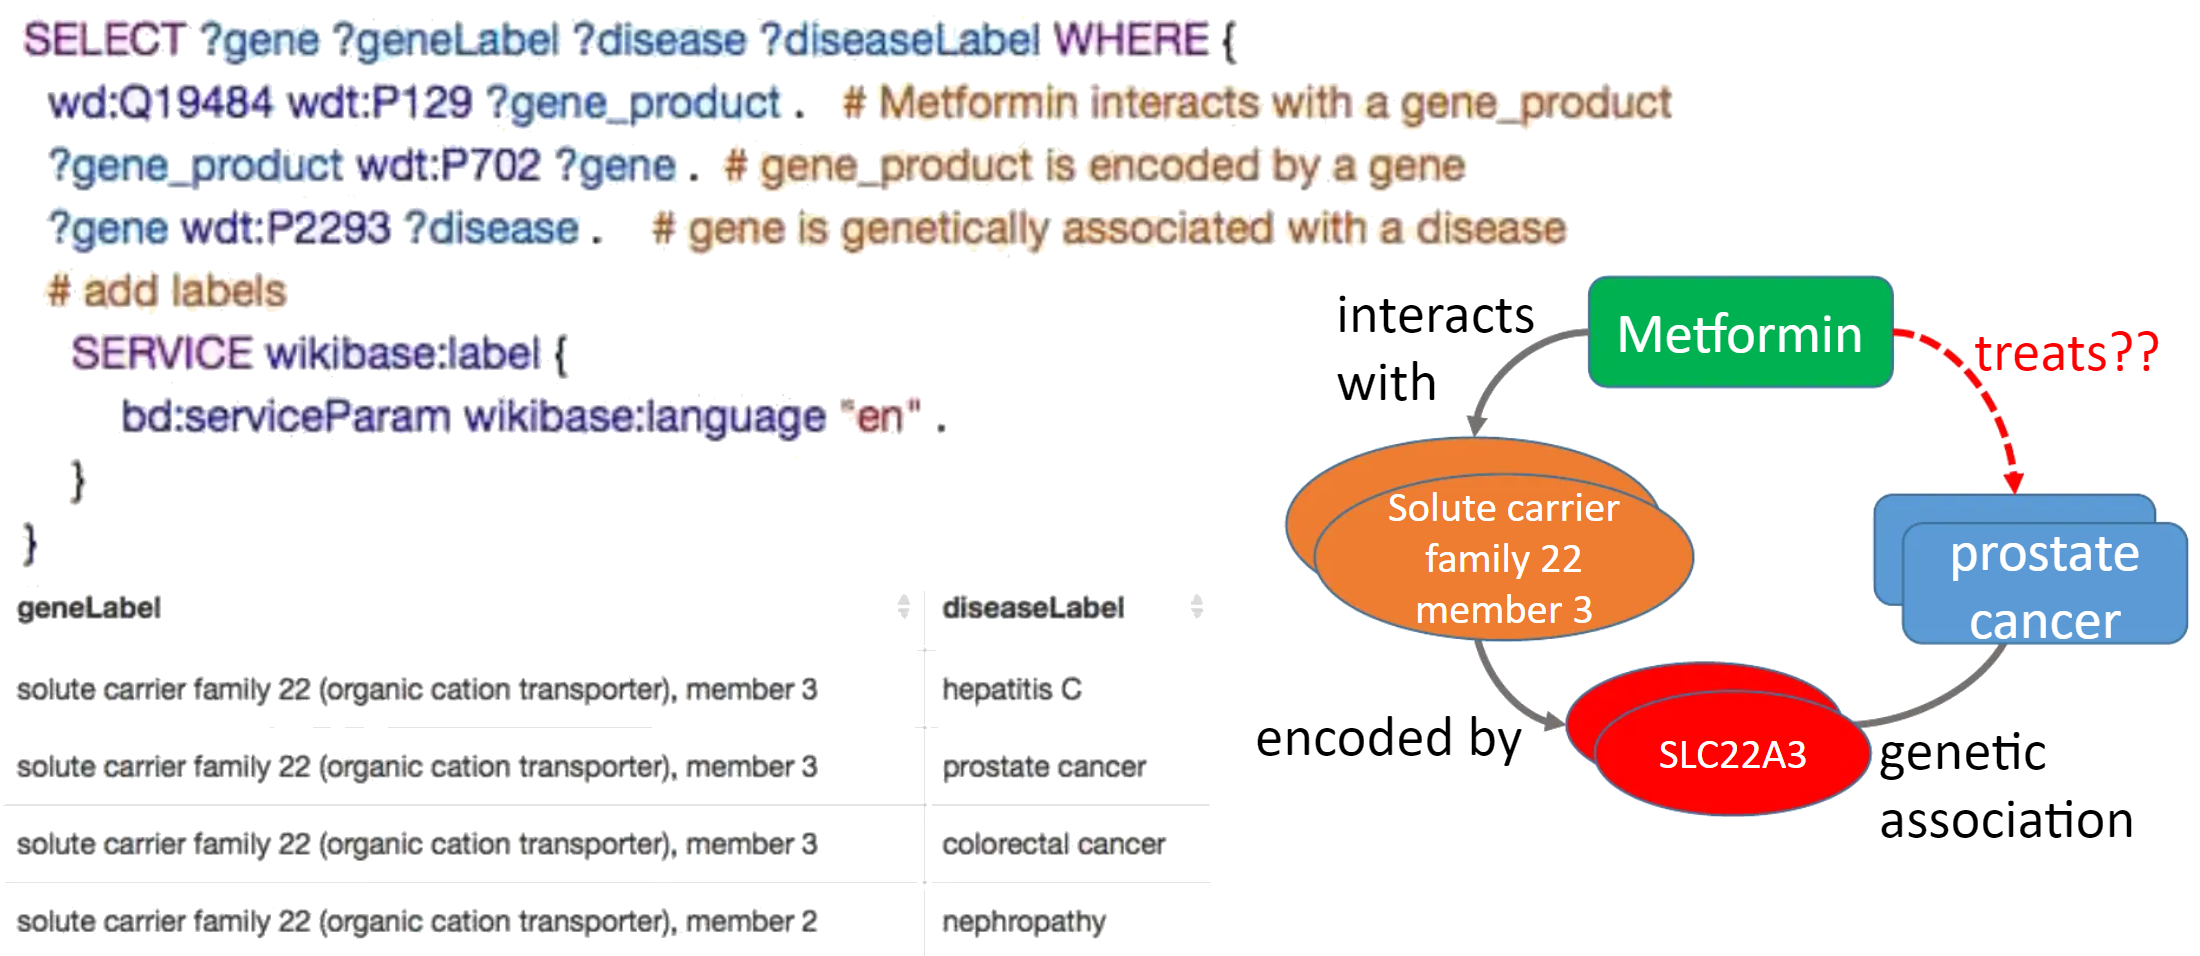 SELECT ?gene ?geneLabel ?disease ?diseaseLabel WHERE {
wd:Q19484 wdt:P129 ?gene_product . # Metformin interacts with a gene_product
?gene_product wdt:P702 ?gene . # gene_product is encoded by a gene
?gene wdt:P2293 ?disease . # gene is genetically associated with a disease
# add labels
SERVICE wikibase:label {
bd:serviceParam wikibase:language "en" .
}
}
geneLabel diseaseLabel
solute carrier family 22 (organic cation transporter), member 3 hepatitis C
solute carrier family 22 (organic cation transporter), member 3 prostate cancer
solute carrier family 22 (organic cation transporter), member 3 colorectal cancer
solute carrier family 22 (organic cation transporter), member 2 nephropathy
interacts
with
Metformin
treats??
Solute carrier
family 22
member 3
prostate
cancer
encoded by
SLC22A3
genetic
association